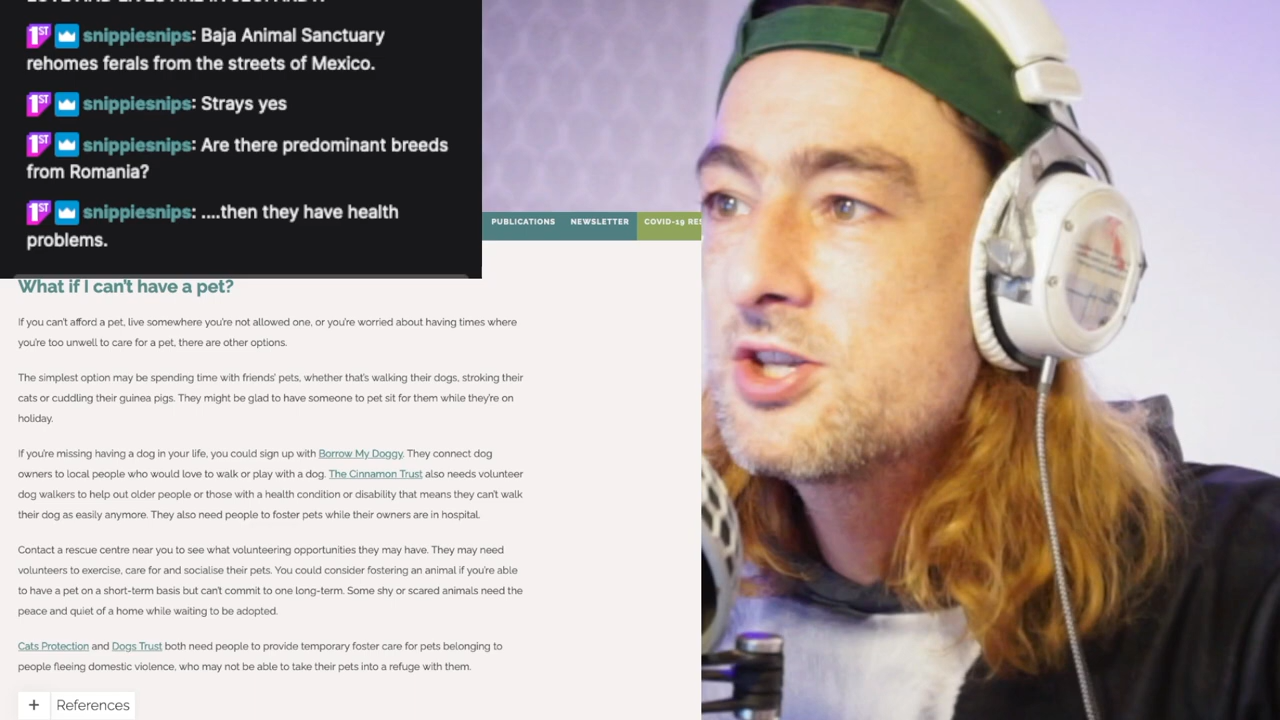 1ST snippiesnips: Baja Animal Sanctuary
rehomes ferals from the streets of Mexico.
1ST snippiesnips: Strays yes
1ST snippiesnips: Are there predominant breeds
from Romania?
1ST snippiesnips: ....then they have health
problems.
PUBLICATIONS NEWSLETTER COVID-19 RES
What if I can't have a pet?
If you can't afford a pet, live somewhere you're not allowed one, or you're worried about having times where
you're too unwell to care for a pet, there are other options.
The simplest option may be spending time with friends' pets, whether that's walking their dogs, stroking their
cats or cuddling their guinea pigs. They might be glad to have someone to pet sit for them while they're on
holiday.
If you're missing having a dog in your life, you could sign up with Borrow My Doggy. They connect dog
owners to local people who would love to walk or play with a dog. The Cinnamon Trust also needs volunteer
dog walkers to help out older people or those with a health condition or disability that means they can't walk
their dog as easily anymore. They also need people to foster pets while their owners are in hospital.
Contact a rescue centre near you to see what volunteering opportunities they may have. They may need
volunteers to exercise, care for and socialise their pets. You could consider fostering an animal if you're able
to have a pet on a short-term basis but can't commit to one long-term. Some shy or scared animals need the
peace and quiet of a home while waiting to be adopted.
Cats Protection and Dogs Trust both need people to provide temporary foster care for pets belonging to
people fleeing domestic violence, who may not be able to take their pets into a refuge with them.
+ References